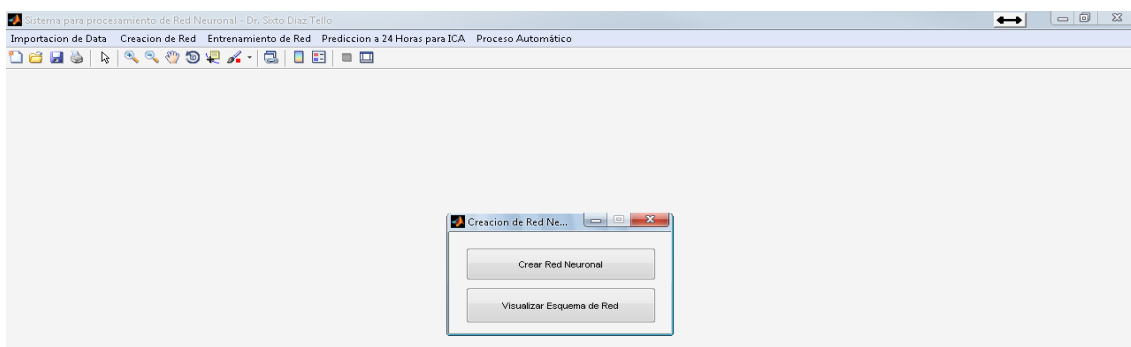 Sistema para procesamiento de Red Neuronal - Dr. Sixto Diaz Tello
Importacion de Data Creacion de Red Entrenamiento de Red Prediccion a 24 Horas para ICA Proceso Automático
Creacion de Red Ne...
Crear Red Neuronal
Visualizar Esquema de Red